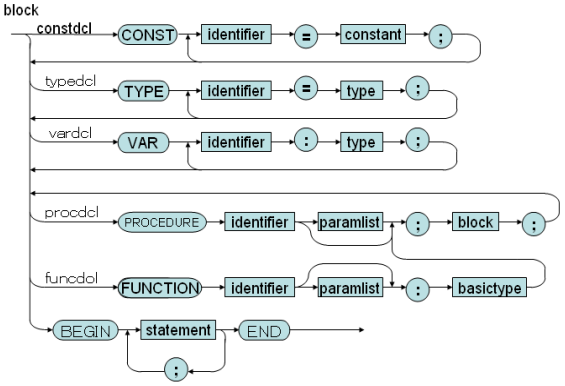 block
constdcl CONST identifier = constant ;
typedcl TYPE identifier = type :
vardcl VAR identifier : type :
procdcl PROCEDURE identifier paramlist : block ;
funcdol FUNCTION identifier paramlist : basictype
BEGIN statement END
;